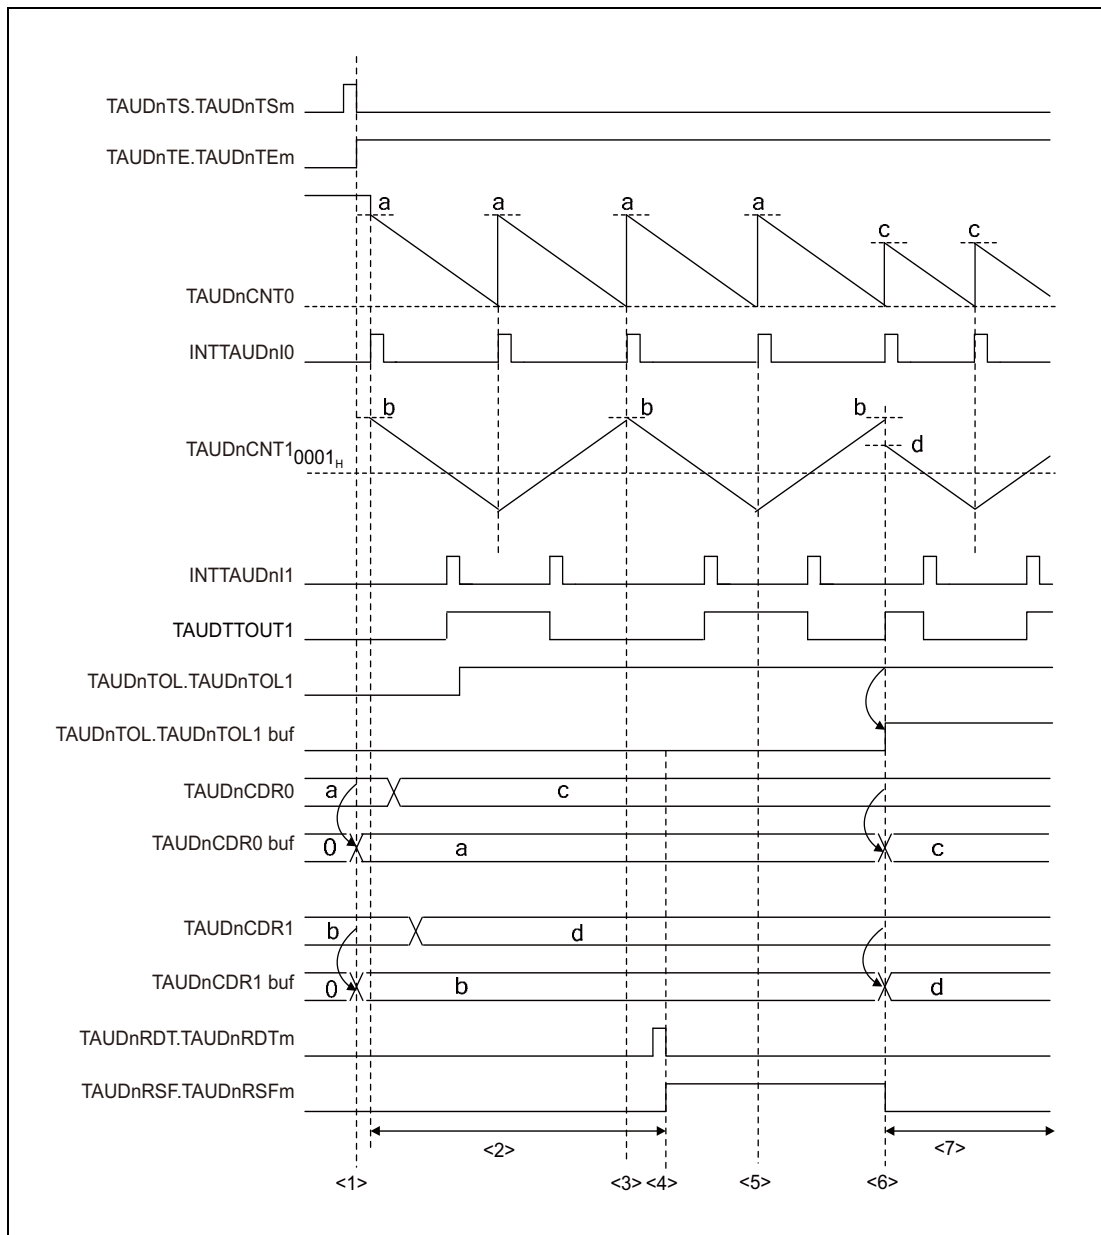 TAUDnTS.TAUDnTSm
TAUDnTE.TAUDnTEm
a a a a c c
TAUDnCNT0
INTTAUDnI0
b b b
d
TAUDnCNT1
0001H
INTTAUDnI1
TAUDTTOUT1
TAUDnTOL.TAUDnTOL1
TAUDnTOL.TAUDnTOL1 buf
TAUDnCDR0 a c
TAUDnCDR0 buf 0 a c
TAUDnCDR1 b d
TAUDnCDR1 buf 0 b d
TAUDnRDT.TAUDnRDTm
TAUDnRSF.TAUDnRSFm
<2> <7>
<1> <3> <4> <5> <6>